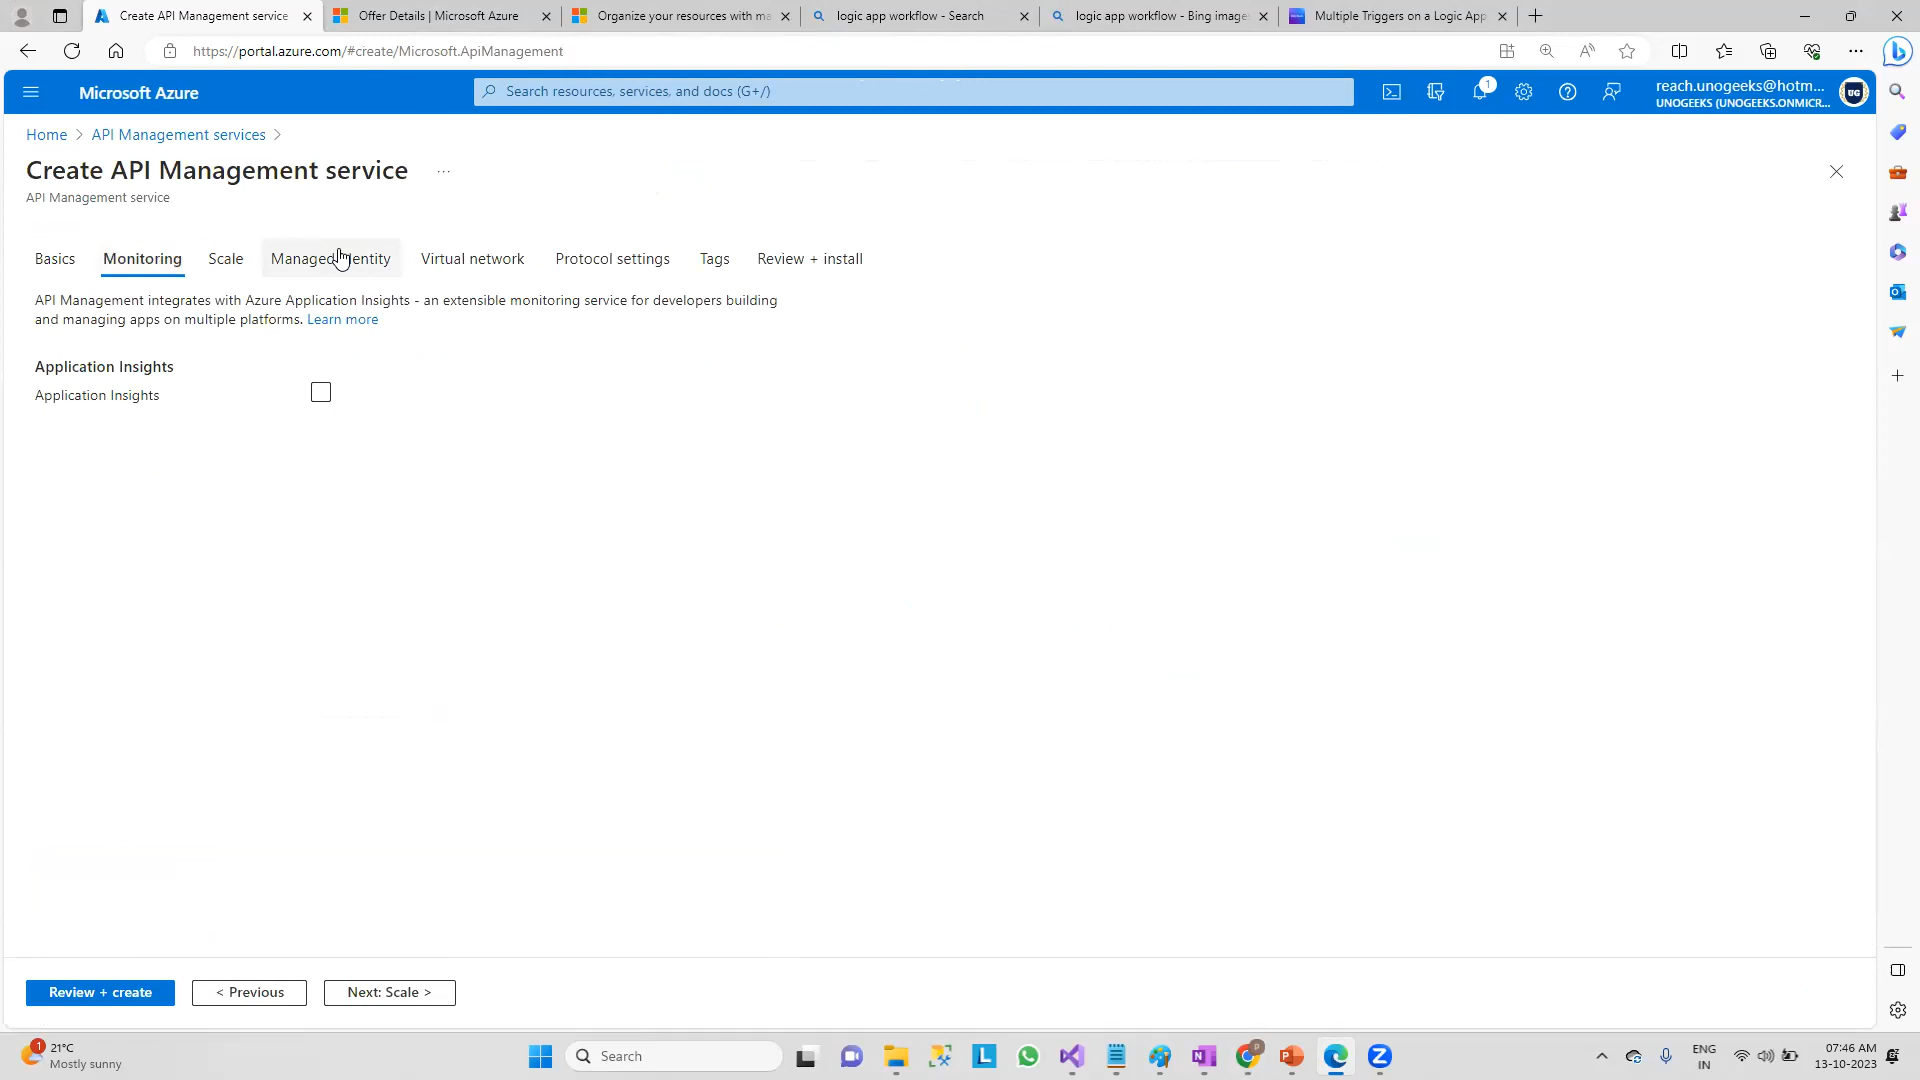 Create API Management service
Offer Details | Microsoft Azure
Organize your resources with ma
logic app workflow - Search
logic app workflow - Bing image
Multiple Triggers on a Logic App
https://portal.azure.com/#create/Microsoft.ApiManagement
Microsoft Azure
Search resources, services, and docs (G+/)
1
reach.unogeeks@hotm...
UNOGEEKS (UNOGEEKS.ONMICR...
UG
Home > API Management services >
Create API Management service ...
API Management service
Basics Monitoring Scale Managed entity Virtual network Protocol settings Tags Review + install
API Management integrates with Azure Application Insights - an extensible monitoring service for developers building
and managing apps on multiple platforms. Learn more
Application Insights
Application Insights
Review + create
< Previous
Next: Scale >
1
21°C
Mostly sunny
Search
ENG
IN
07:46 AM
13-10-2023